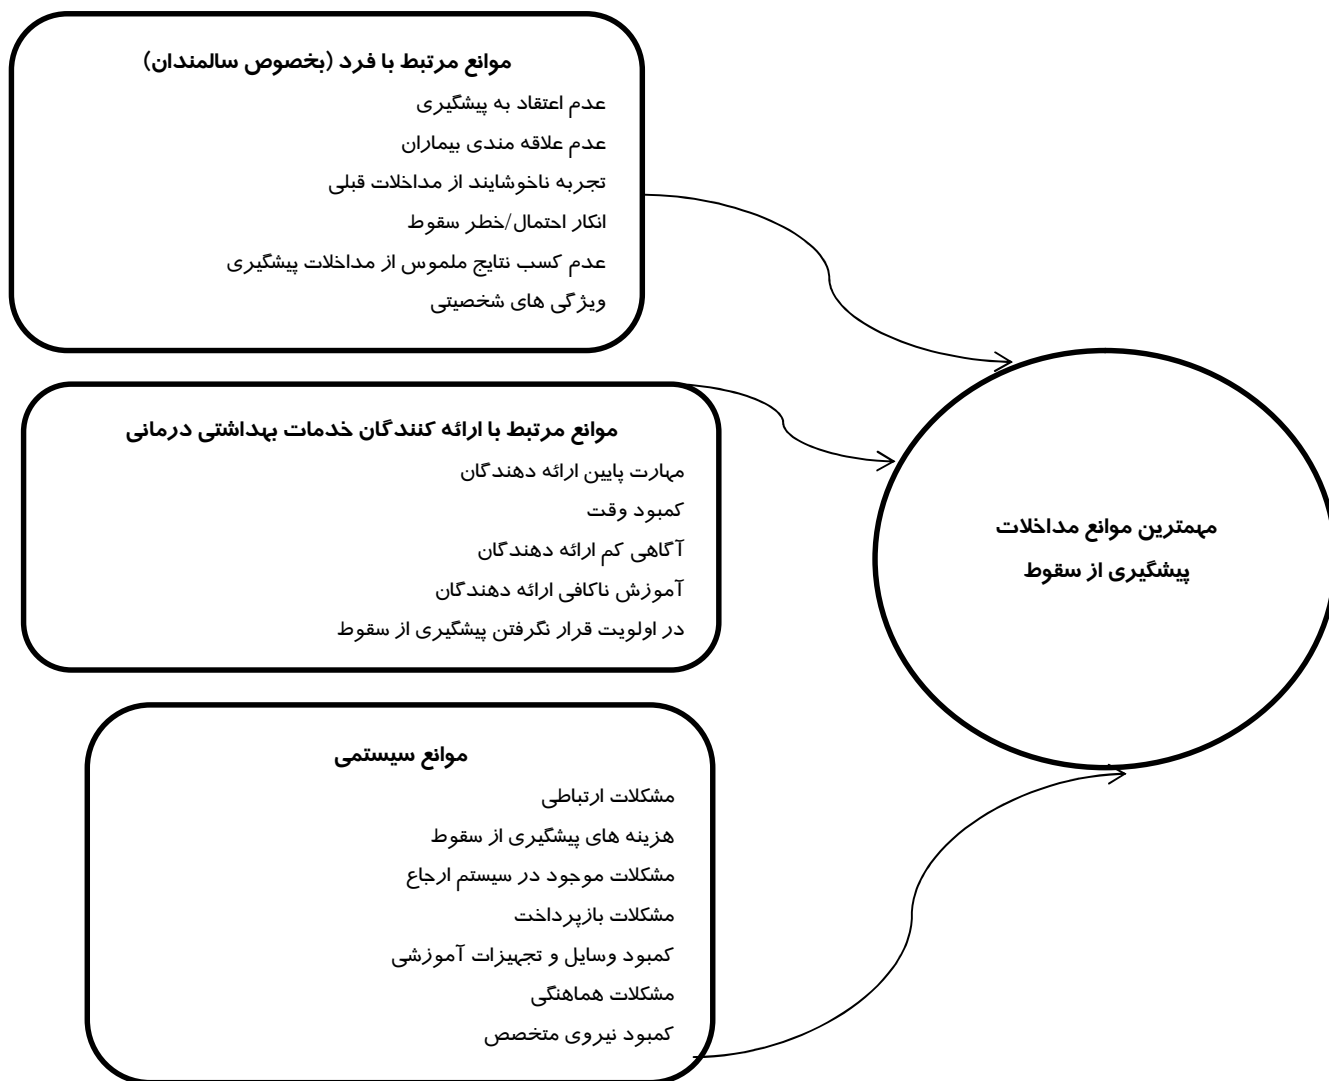 موانع مرتبط با فرد (بخصوص سالمندان)
عدم اعتقاد به پیشگیری
عدم علاقه مندی بیماران
تجربه ناخوشایند از مداخلات قبلی
انکار احتمال/خطر سقوط
عدم کسب نتایج ملموس از مداخلات پیشگیری
ویژگی های شخصیتی
موانع مرتبط با ارائه کنندگان خدمات بهداشتی درمانی
مهارت پایین ارائه دهندگان
کمبود وقت
آگاهی کم ارائه دهندگان
آموزش ناکافی ارائه دهندگان
در اولویت قرار نگرفتن پیشگیری از سقوط
موانع سیستمی
مشکلات ارتباطی
هزینه های پیشگیری از سقوط
مشکلات موجود در سیستم ارجاع
مشکلات بازپرداخت
کمبود وسایل و تجهیزات آموزشی
مشکلات هماهنگی
کمبود نیروی متخصص
مهمترین موانع مداخلات
پیشگیری از سقوط